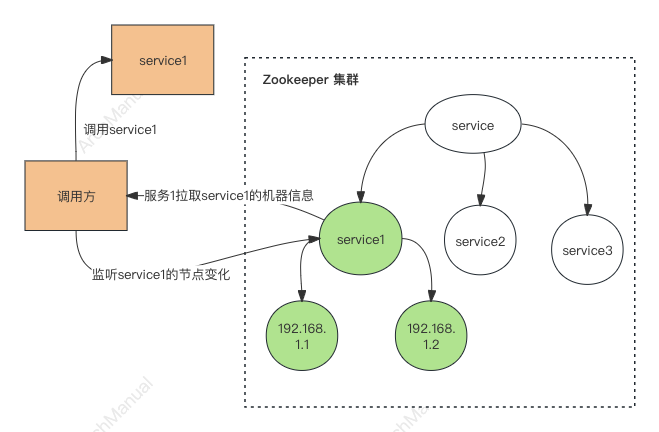 service1
Zookeeper 集群
service
调用service1
调用方
服务1拉取service1的机器信息
service1
service2
service3
监听service1的节点变化
192.168.
1.1
192.168.
1.2
ArchManual
ArchManual
ArchManual